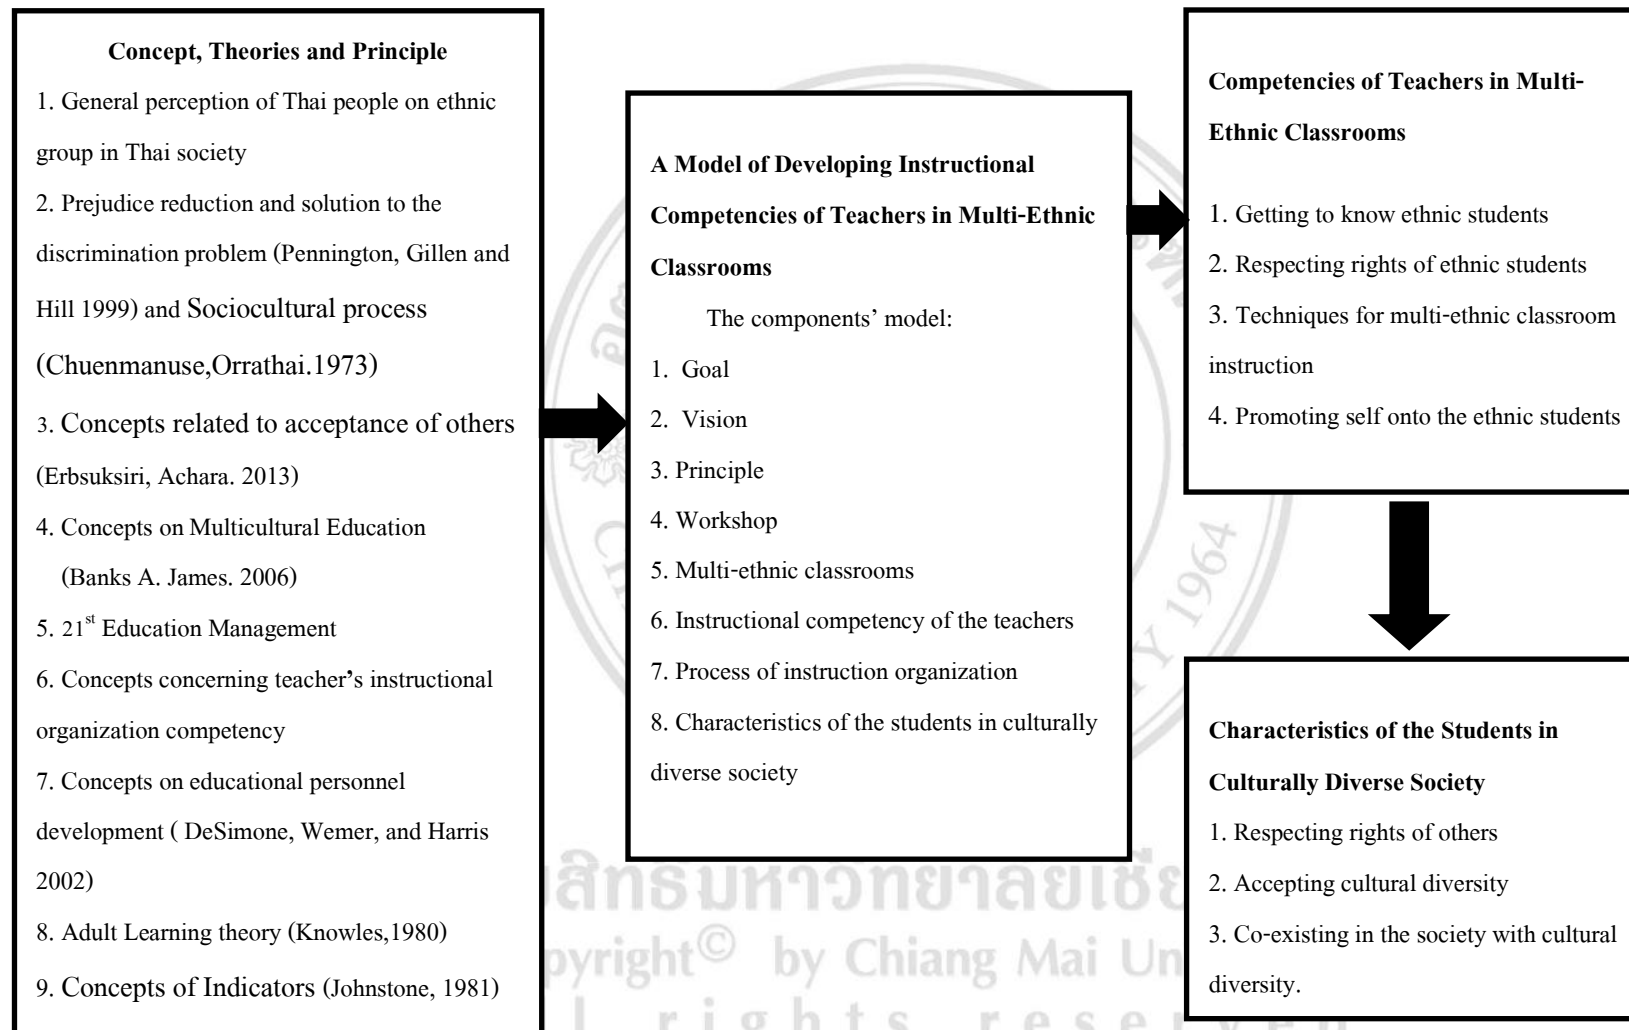 Concept, Theories and Principle
1. General perception of Thai people on ethnic
group in Thai society
2. Prejudice reduction and solution to the
discrimination problem (Pennington, Gillen and
Hill 1999) and Sociocultural process
(Chuenmanuse,Orrathai.1973)
3. Concepts related to acceptance of others
(Erbsuksiri, Achara. 2013)
4. Concepts on Multicultural Education
(Banks A. James. 2006)
5. 21st Education Management
6. Concepts concerning teacher's instructional
organization competency
7. Concepts on educational personnel
development ( DeSimone, Wemer, and Harris
2002)
8. Adult Learning theory (Knowles,1980)
9. Concepts of Indicators (Johnstone, 1981)
A Model of Developing Instructional
Competencies of Teachers in Multi-Ethnic
Classrooms
The components' model:
1. Goal
2. Vision
3. Principle
4. Workshop
5. Multi-ethnic classrooms
6. Instructional competency of the teachers
7. Process of instruction organization
8. Characteristics of the students in culturally
diverse society
Competencies of Teachers in Multi-
Ethnic Classrooms
1. Getting to know ethnic students
2. Respecting rights of ethnic students
3. Techniques for multi-ethnic classroom
instruction
4. Promoting self onto the ethnic students
Characteristics of the Students in
Culturally Diverse Society
1. Respecting rights of others
2. Accepting cultural diversity
3. Co-existing in the society with cultural
diversity.
1964
by Chiang Mai
rights